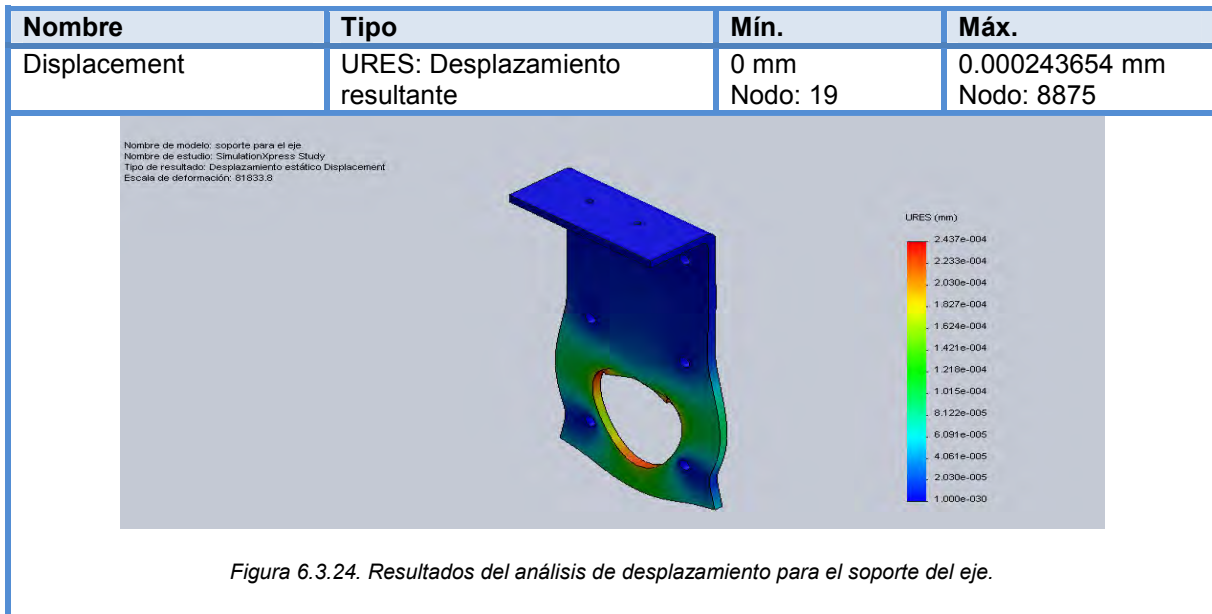 Nombre Tipo Mín. Máx.
Displacement URES: Desplazamiento resultante 0 mm Nodo: 19 0.000243654 mm Nodo: 8875
Nombre de modelo: soporte para el eje
Nombre de estudio: SimulationXpress Study
Tipo de resultado: Desplazamiento estático Displacement
Escala de deformación: 81833.8
URES (mm)
2.437e-004
2.233e-004
2.030e-004
1.827e-004
1.624e-004
1.421e-004
1.218e-004
1.015e-004
8.122e-005
6.091e-005
4.061e-005
2.030e-005
1.000e-030
Figura 6.3.24. Resultados del análisis de desplazamiento para el soporte del eje.